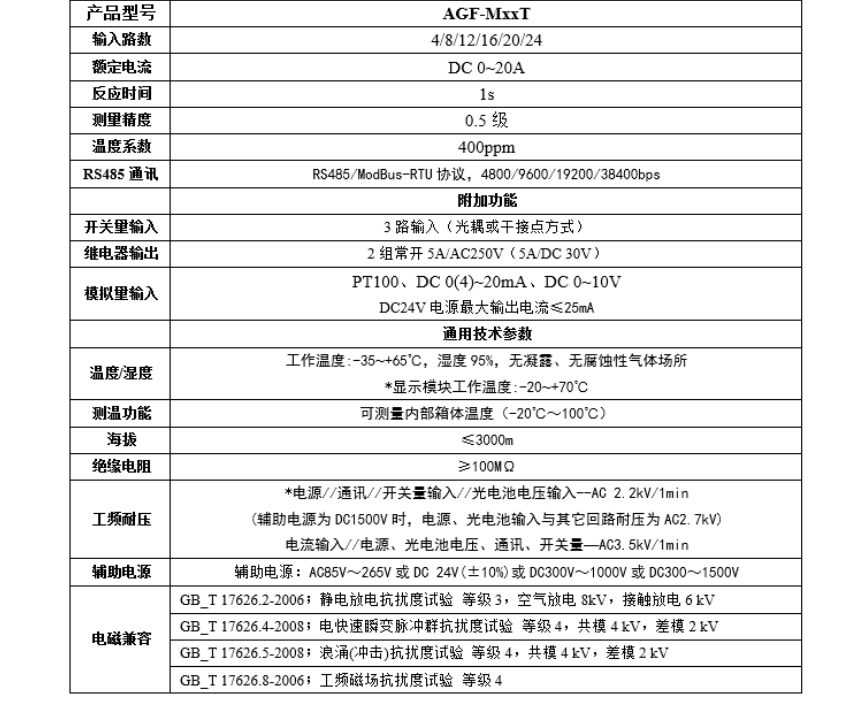 产品型号 AGF-MxxT
输入路数 4/8/12/16/20/24
额定电流 DC 0~20A
反应时间 1s
测量精度 0.5 级
温度系数 400ppm
RS485 通讯 RS485/ModBus-RTU 协议，4800/9600/19200/38400bps
附加功能
开关量输入 3 路输入（光耦或干接点方式）
继电器输出 2 组常开 5A/AC250V（5A/DC 30V）
模拟量输入 PT100、DC 0(4)~20mA、DC 0~10V
DC24V 电源最大输出电流≤25mA
通用技术参数
温度/湿度 工作温度:-35~+65℃，湿度 95%，无凝露、无腐蚀性气体场所
*显示模块工作温度:-20~+70℃
测温功能 可测量内部箱体温度（-20℃～100℃）
海拔 ≤3000m
绝缘电阻 ≥100MΩ
工频耐压 *电源//通讯//开关量输入//光电池电压输入--AC 2.2kV/1min
(辅助电源为 DC1500V 时，电源、光电池输入与其它回路耐压为 AC2.7kV)
电流输入//电源、光电池电压、通讯、开关量—AC3.5kV/1min
辅助电源 辅助电源：AC85V～265V 或 DC 24V(±10%)或 DC300V～1000V 或 DC300～1500V
电磁兼容 GB_T 17626.2-2006；静电放电抗扰度试验 等级 3，空气放电 8kV，接触放电 6 kV
GB_T 17626.4-2008；电快速瞬变脉冲群抗扰度试验 等级 4，共模 4 kV，差模 2 kV
GB_T 17626.5-2008；浪涌(冲击)抗扰度试验 等级 4，共模 4 kV，差模 2 kV
GB_T 17626.8-2006；工频磁场抗扰度试验 等级 4